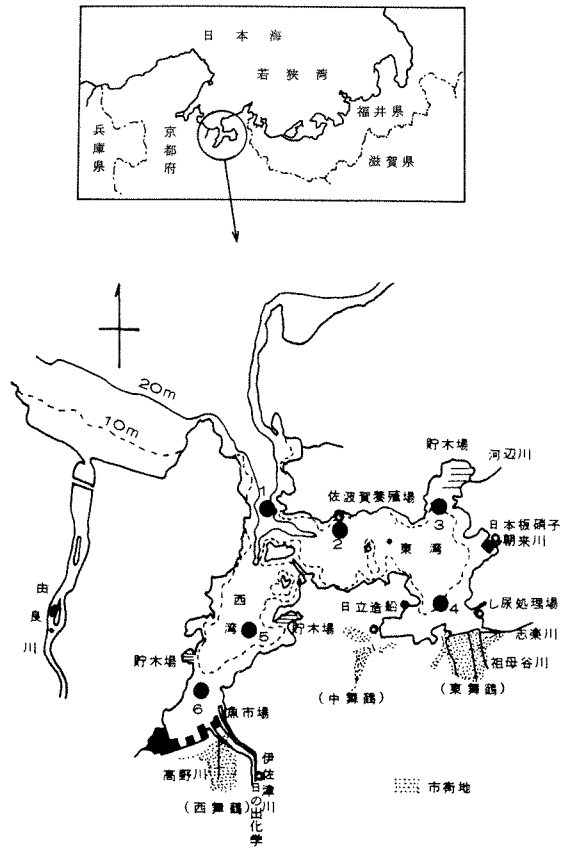 日本海
若狭湾
福井県
兵庫県
京都府
滋賀県
20m
10m
貯木場
河辺川
佐波賀養殖場
1
2
3
日本板硝子
朝来川
東湾
由良川
西湾
日立造船
4
し尿処理場
5
貯木場
志楽川
貯木場
祖母谷川
(中舞鶴)
(東舞鶴)
6
魚市場
高野川
伊佐津川
(西舞鶴)
日の出化学
市街地